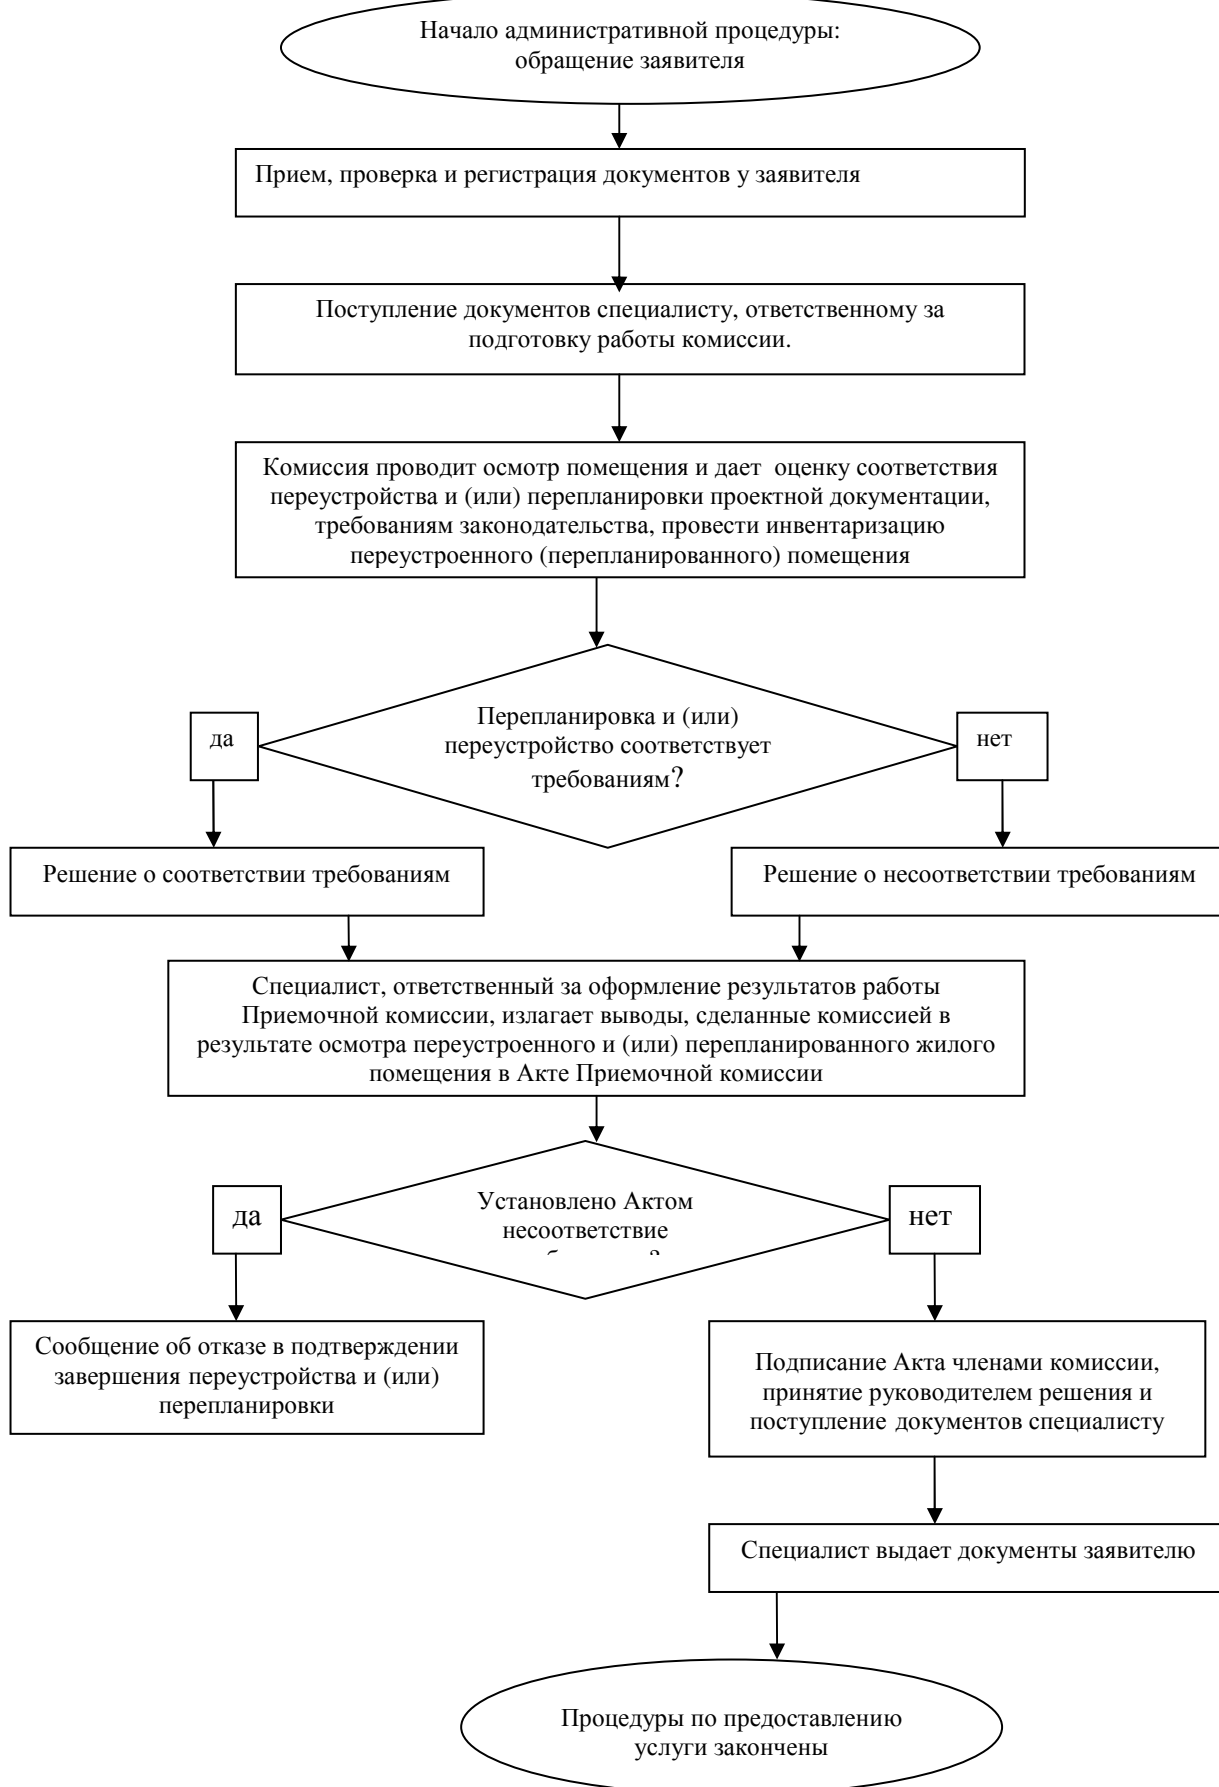 Начало административной процедуры:
обращение заявителя
Прием, проверка и регистрация документов у заявителя
Поступление документов специалисту, ответственному за
подготовку работы комиссии.
Комиссия проводит осмотр помещения и дает оценку соответствия
переустройства и (или) перепланировки проектной документации,
требованиям законодательства, провести инвентаризацию
переустроенного (перепланированного) помещения
Перепланировка и (или)
переустройство соответствует
требованиям?
да
нет
Решение о соответствии требованиям
Решение о несоответствии требованиям
Специалист, ответственный за оформление результатов работы
Приемочной комиссии, излагает выводы, сделанные комиссией в
результате осмотра переустроенного и (или) перепланированного жилого
помещения в Акте Приемочной комиссии
Установлено Актом
несоответствие
да
нет
Сообщение об отказе в подтверждении
завершения переустройства и (или)
перепланировки
Подписание Акта членами комиссии,
принятие руководителем решения и
поступление документов специалисту
Специалист выдает документы заявителю
Процедуры по предоставлению
услуги закончены